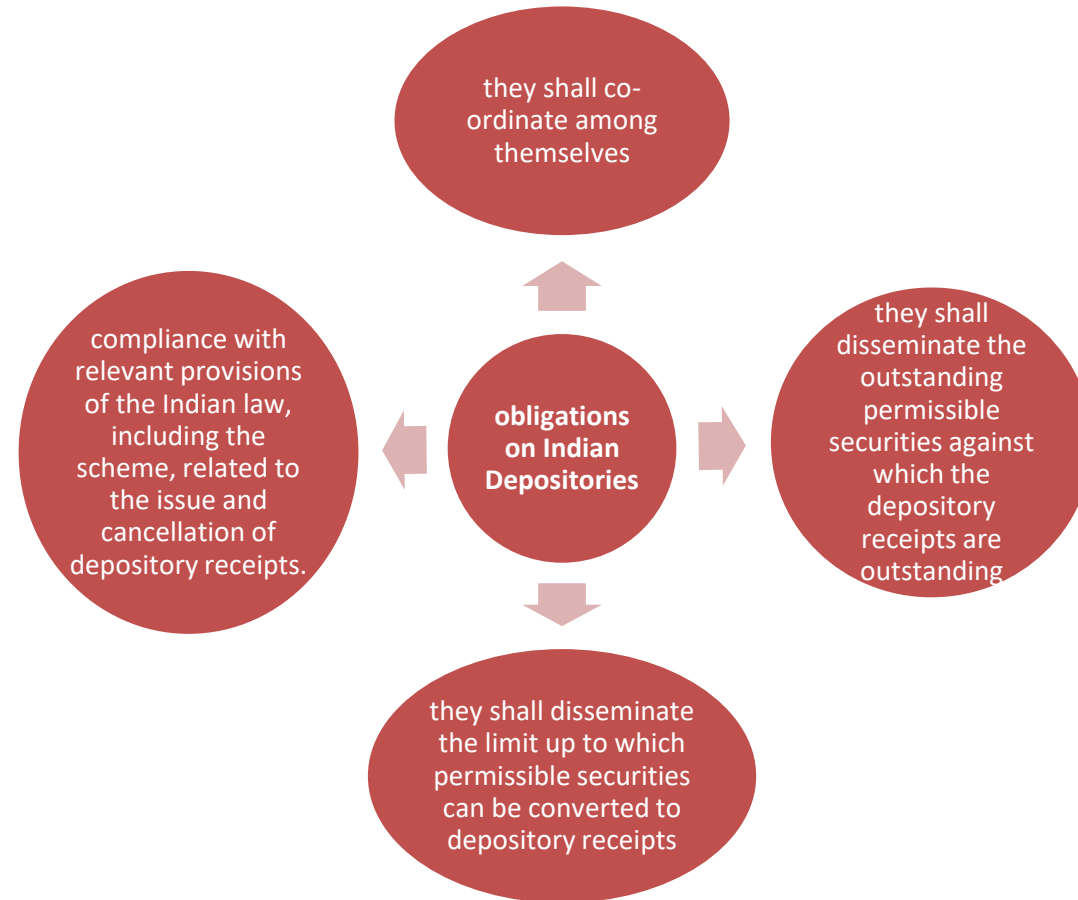 they shall co-
ordinate among
themselves
compliance with
relevant provisions
of the Indian law,
including the
scheme, related to
the issue and
cancellation of
depository receipts.
obligations
on Indian
Depositories
they shall
disseminate the
outstanding
permissible
securities against
which the
depository
receipts are
outstanding
they shall disseminate
the limit up to which
permissible securities
can be converted to
depository receipts